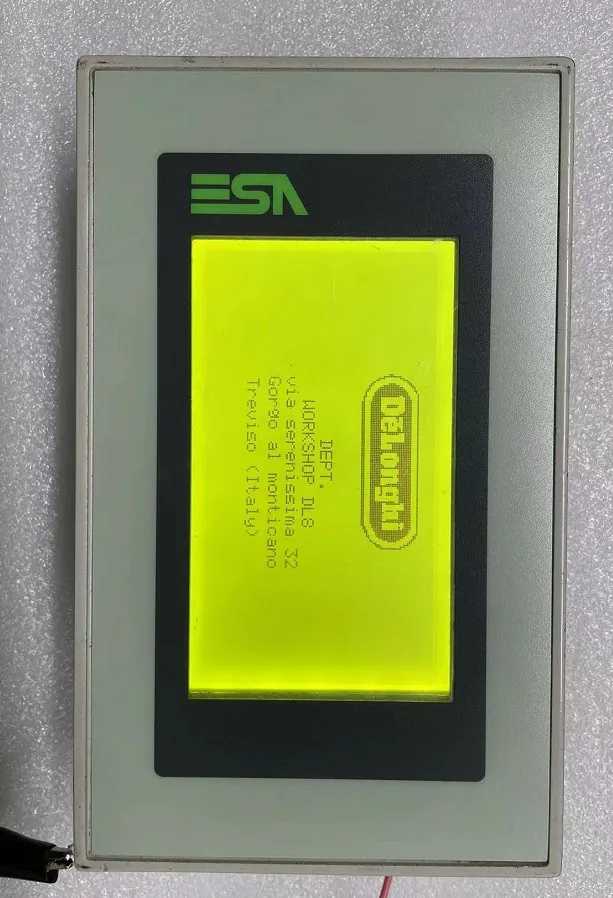 ESA
DeLonghi
DEPT.
WORKSHOP DL8
via serenissima 32
Gorgo al monticano
Treviso (Italy)